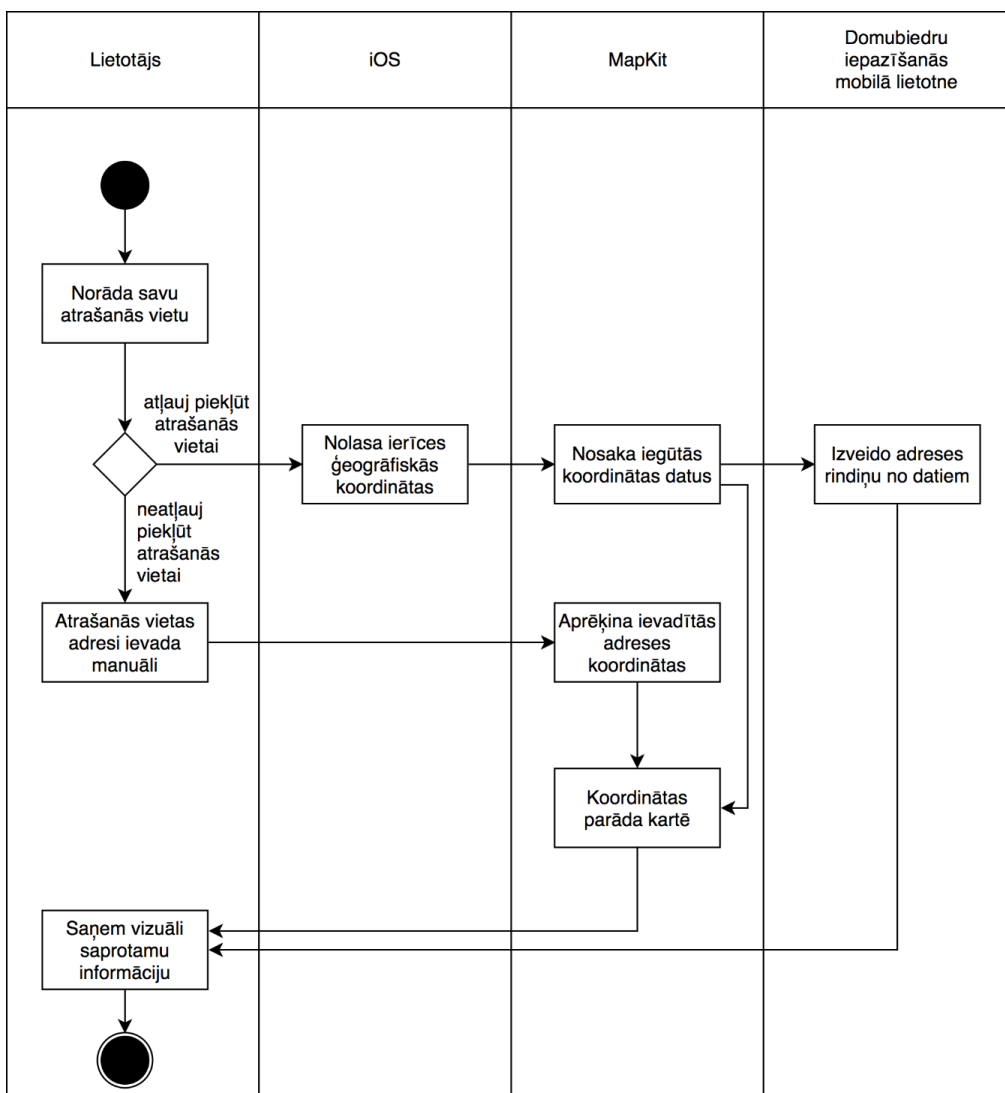 Lietotājs
iOS
MapKit
Domubiedru
iepazīšanās
mobilā lietotne
Norāda savu
atrašanās vietu
atļauj piekļūt
atrašanās
vietai
Nolasa ierīces
ģeogrāfiskās
koordinātas
Nosaka iegūtās
koordinātas datus
Izveido adreses
rindiņu no datiem
neatļauj
piekļūt
atrašanās
vietai
Atrašanās vietas
adresi ievada
manuāli
Aprēķina ievadītās
adreses
koordinātas
Koordinātas
parāda kartē
Saņem vizuāli
saprotamu
informāciju